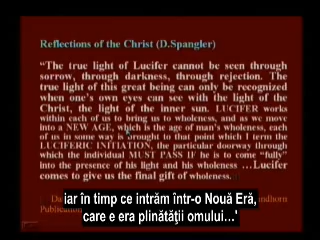 Reflections of the Christ (D.Spangler)
"The true light of Lucifer cannot be seen through
sorrow, through darkness, through rejection. The
true light of this great being can only be recognized
when one's own eyes can see with the light of the
Christ, the light of the inner sun. LUCIFER works
within each of us to bring us to wholeness, and as we move
into a NEW AGE, which is the age of man's wholeness, each
of us in some way is brought to that point which I term the
LUCIFERIC INITIATION, the particular doorway through
which the individual MUST PASS IF he is to come "fully"
into the presence of his light and his wholeness ...Lucifer
comes to give us the final gift of wholeness.
iar în timp ce intrăm într-o Nouă Eră,
care e era plinătății omului...'
Publication